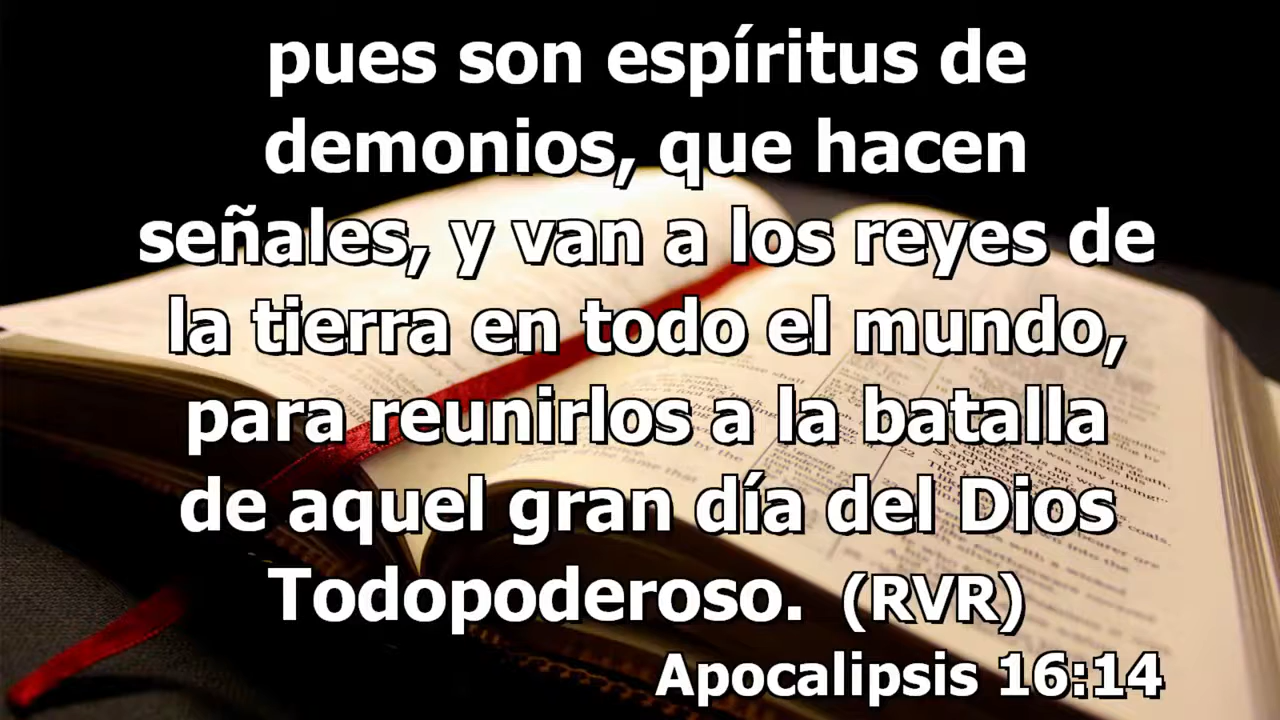 pues son espíritus de
demonios, que hacen
señales, y van a los reyes de
la tierra en todo el mundo,
para reunirlos a la batalla
de aquel gran día del Dios
Todopoderoso. (RVR)
Apocalipsis 16:14